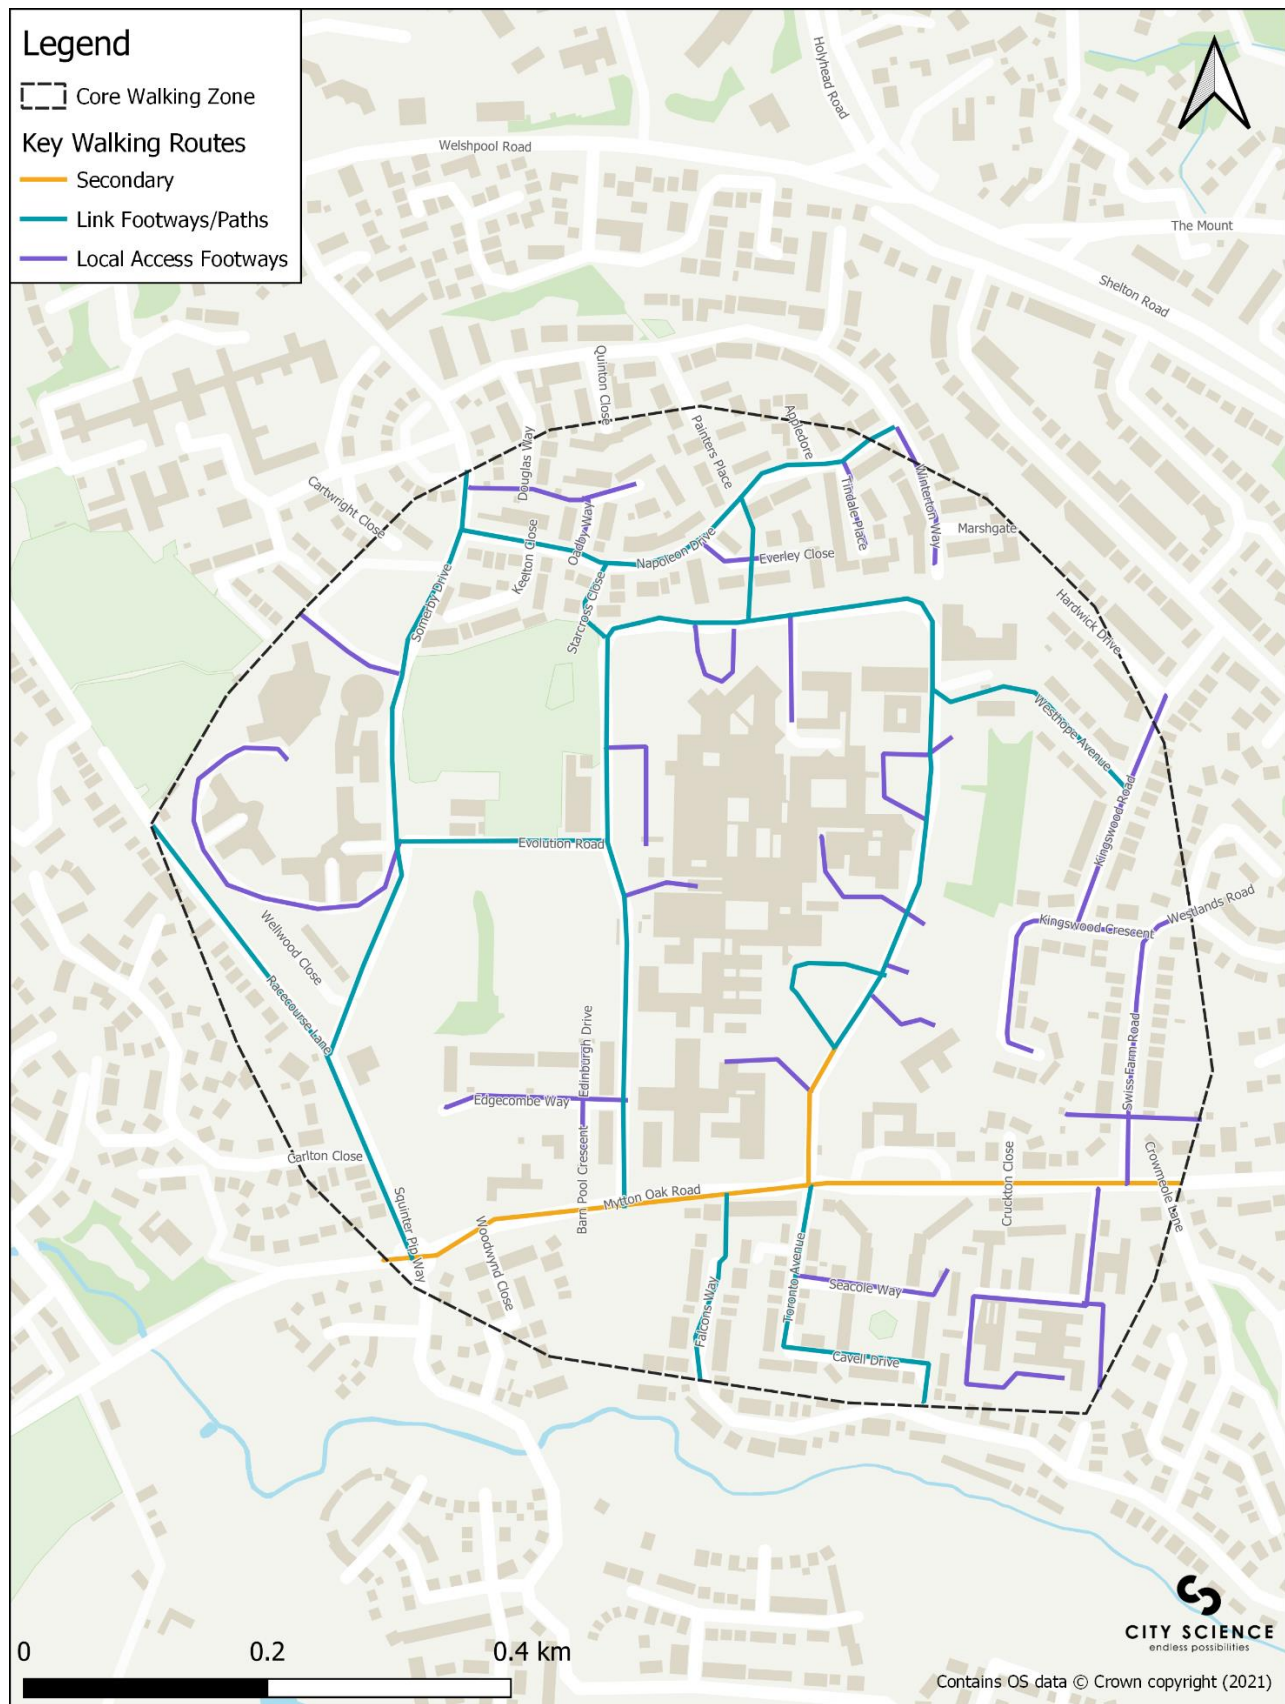 Legend
Core Walking Zone
Key Walking Routes
Secondary
Link Footways/Paths
Local Access Footways
Holyhead Road
Welshpool Road
The Mount
Shelton Road
Quinton Close
Painters Place
Appledore
Douglas Way
Cartwright Close
Oadby Way
Keelton Close
Tindale Place
Winterton Way
Marshgate
Napoleon Drive
Everley Close
Somerby Drive
Starcross Close
Hardwick Drive
Westhope Avenue
Kingswood Road
Evolution Road
Westlands Road
Kingswood Crescent
Wellwood Close
Racecourse Lane
Edinburgh Drive
Swiss Farm Road
Edgecombe Way
Carlton Close
Barn Pool Crescent
Cruckton Close
Crowmeole Lane
Mytton Oak Road
Squinter Pip Way
Woodwynd Close
Toronto Avenue
Seacole Way
Falcons Way
Cavell Drive
CITY SCIENCE
endless possibilities
0 0.2 0.4 km
Contains OS data © Crown copyright (2021)